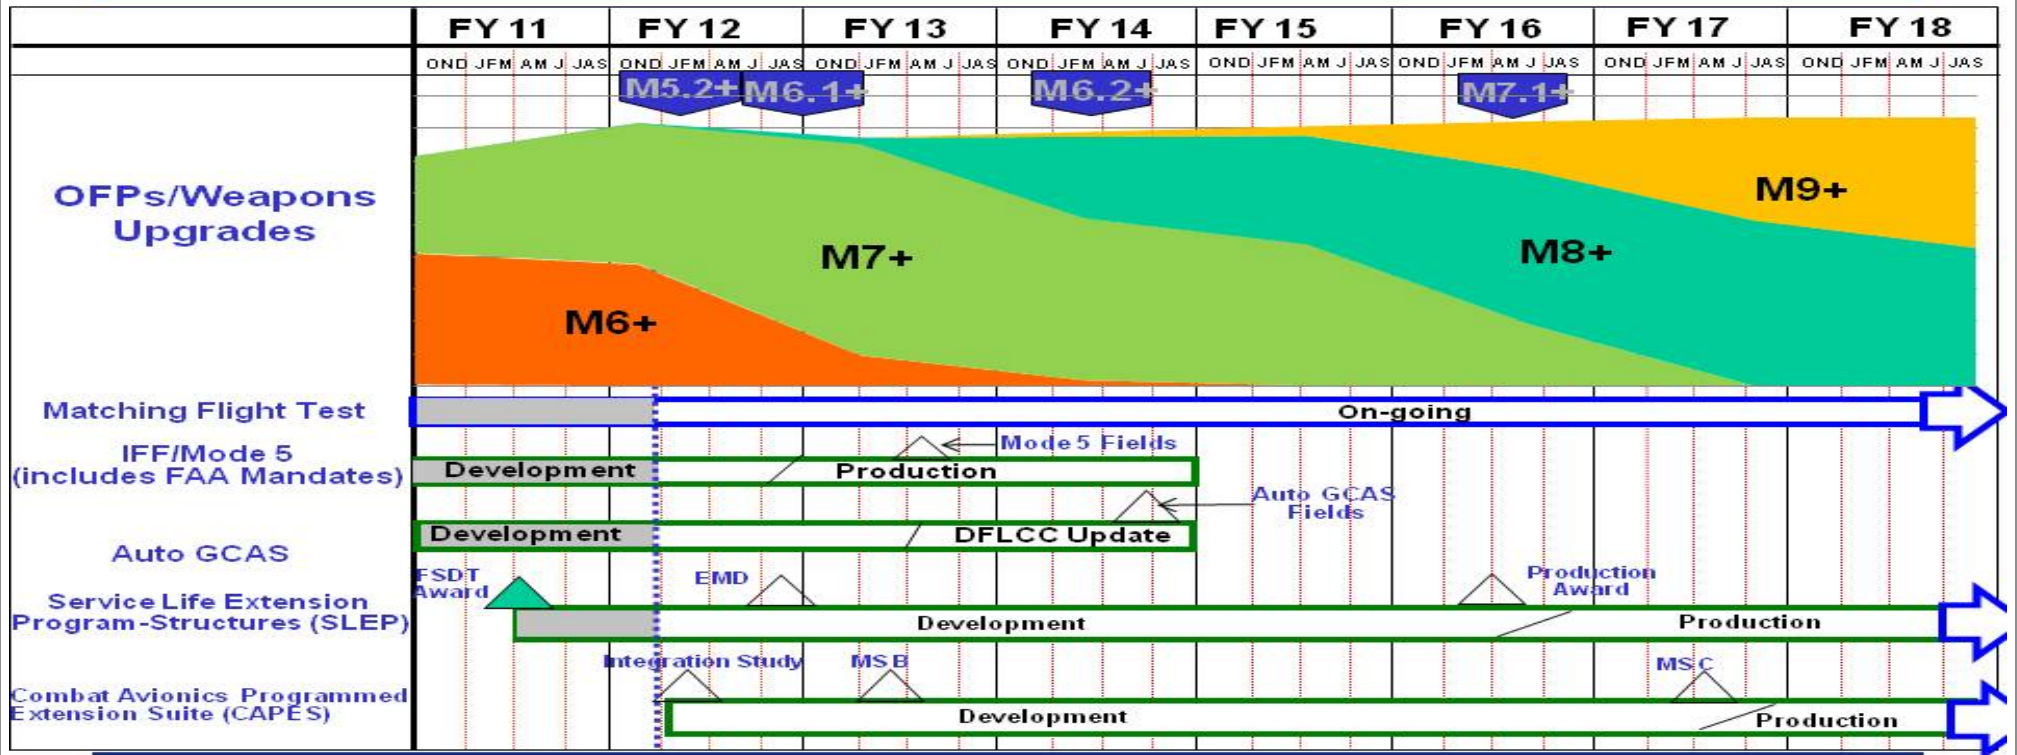 FY 11 FY 12 FY 13 FY 14 FY 15 FY 16 FY 17 FY 18
OND JFM AM J JAS OND JFM AM J JAS OND JFM AM J JAS OND JFM AM J JAS OND JFM AM J JAS OND JFM AM J JAS OND JFM AM J JAS OND JFM AM J JAS
M5.2+ M6.1+ M6.2+ M7.1+
OFPs/Weapons
Upgrades
M9+
M8+
M7+
M6+
Matching Flight Test
On-going
IFF/Mode 5
(includes FAA Mandates)
Mode 5 Fields
Development Production
Auto GCAS
Fields
Development DFLCC Update
Auto GCAS
FSDT
Award
EMD
Production
Award
Service Life Extension
Program-Structures (SLEP)
Development Production
Integration Study MS B MS C
Combat Avionics Programmed
Extension Suite (CAPES)
Development Production